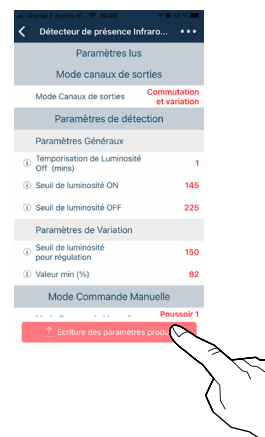 Orange F
10:08
Détecteur de présence Infraro... •••
Paramètres lus
Mode canaux de sorties
Mode Canaux de sorties
Commutation
et variation
Paramètres de détection
Paramètres Généraux
Temporisation de Luminosité
Off (mins)
1
Seuil de luminosité ON
145
Seuil de luminosité OFF
225
Paramètres de Variation
Seuil de luminosité
pour régulation
150
Valeur min (%)
82
Mode Commande Manuelle
Poussoir 1
Ecriture des paramètres produ